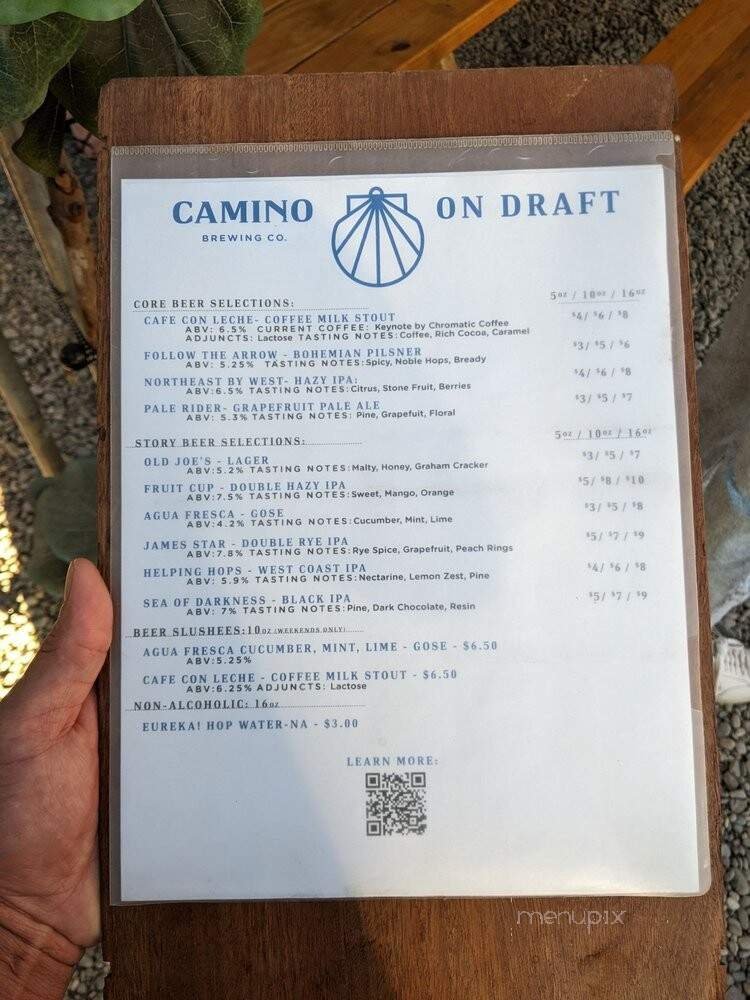 CAMINO ON DRAFT
BREWING CO.
CORE BEER SELECTIONS: 5oz / 10oz / 16oz
CAFE CON LECHE- COFFEE MILK STOUT $4/ $6 / $8
ABV: 6.5% CURRENT COFFEE: Keynote by Chromatic Coffee
ADJUNCTS: Lactose TASTING NOTES: Coffee, Rich Cocoa, Caramel
FOLLOW THE ARROW - BOHEMIAN PILSNER $3/ $5 / $6
ABV: 5.25% TASTING NOTES: Spicy, Noble Hops, Bready
NORTHEAST BY WEST- HAZY IPA: $4/ $6 / $8
ABV:6.5% TASTING NOTES: Citrus, Stone Fruit, Berries
PALE RIDER- GRAPEFRUIT PALE ALE $3/ $5 / $7
ABV: 5.3% TASTING NOTES: Pine, Grapefuit, Floral
STORY BEER SELECTIONS: 5oz / 10oz / 16oz
OLD JOE'S - LAGER $3/ $5 / $7
ABV:5.2% TASTING NOTES: Malty, Honey, Graham Cracker
FRUIT CUP - DOUBLE HAZY IPA $5/ $8 / $10
ABV:7.5% TASTING NOTES: Sweet, Mango, Orange
AGUA FRESCA - GOSE $3/ $5 / $8
ABV:4.2% TASTING NOTES: Cucumber, Mint, Lime
JAMES STAR - DOUBLE RYE IPA $5/ $7 / $9
ABV:7.8% TASTING NOTES: Rye Spice, Grapefruit, Peach Rings
HELPING HOPS - WEST COAST IPA $4/ $6 / $8
ABV: 5.9% TASTING NOTES: Nectarine, Lemon Zest, Pine
SEA OF DARKNESS - BLACK IPA $5/ $7 / $9
ABV: 7% TASTING NOTES: Pine, Dark Chocolate, Resin
BEER SLUSHEES:10oz (WEEKENDS ONLY)
AGUA FRESCA CUCUMBER, MINT, LIME - GOSE - $6.50
ABV:5.25%
CAFE CON LECHE - COFFEE MILK STOUT - $6.50
ABV:6.25% ADJUNCTS: Lactose
NON-ALCOHOLIC: 16oz
EUREKA! HOP WATER-NA - $3.00
LEARN MORE:
menupix